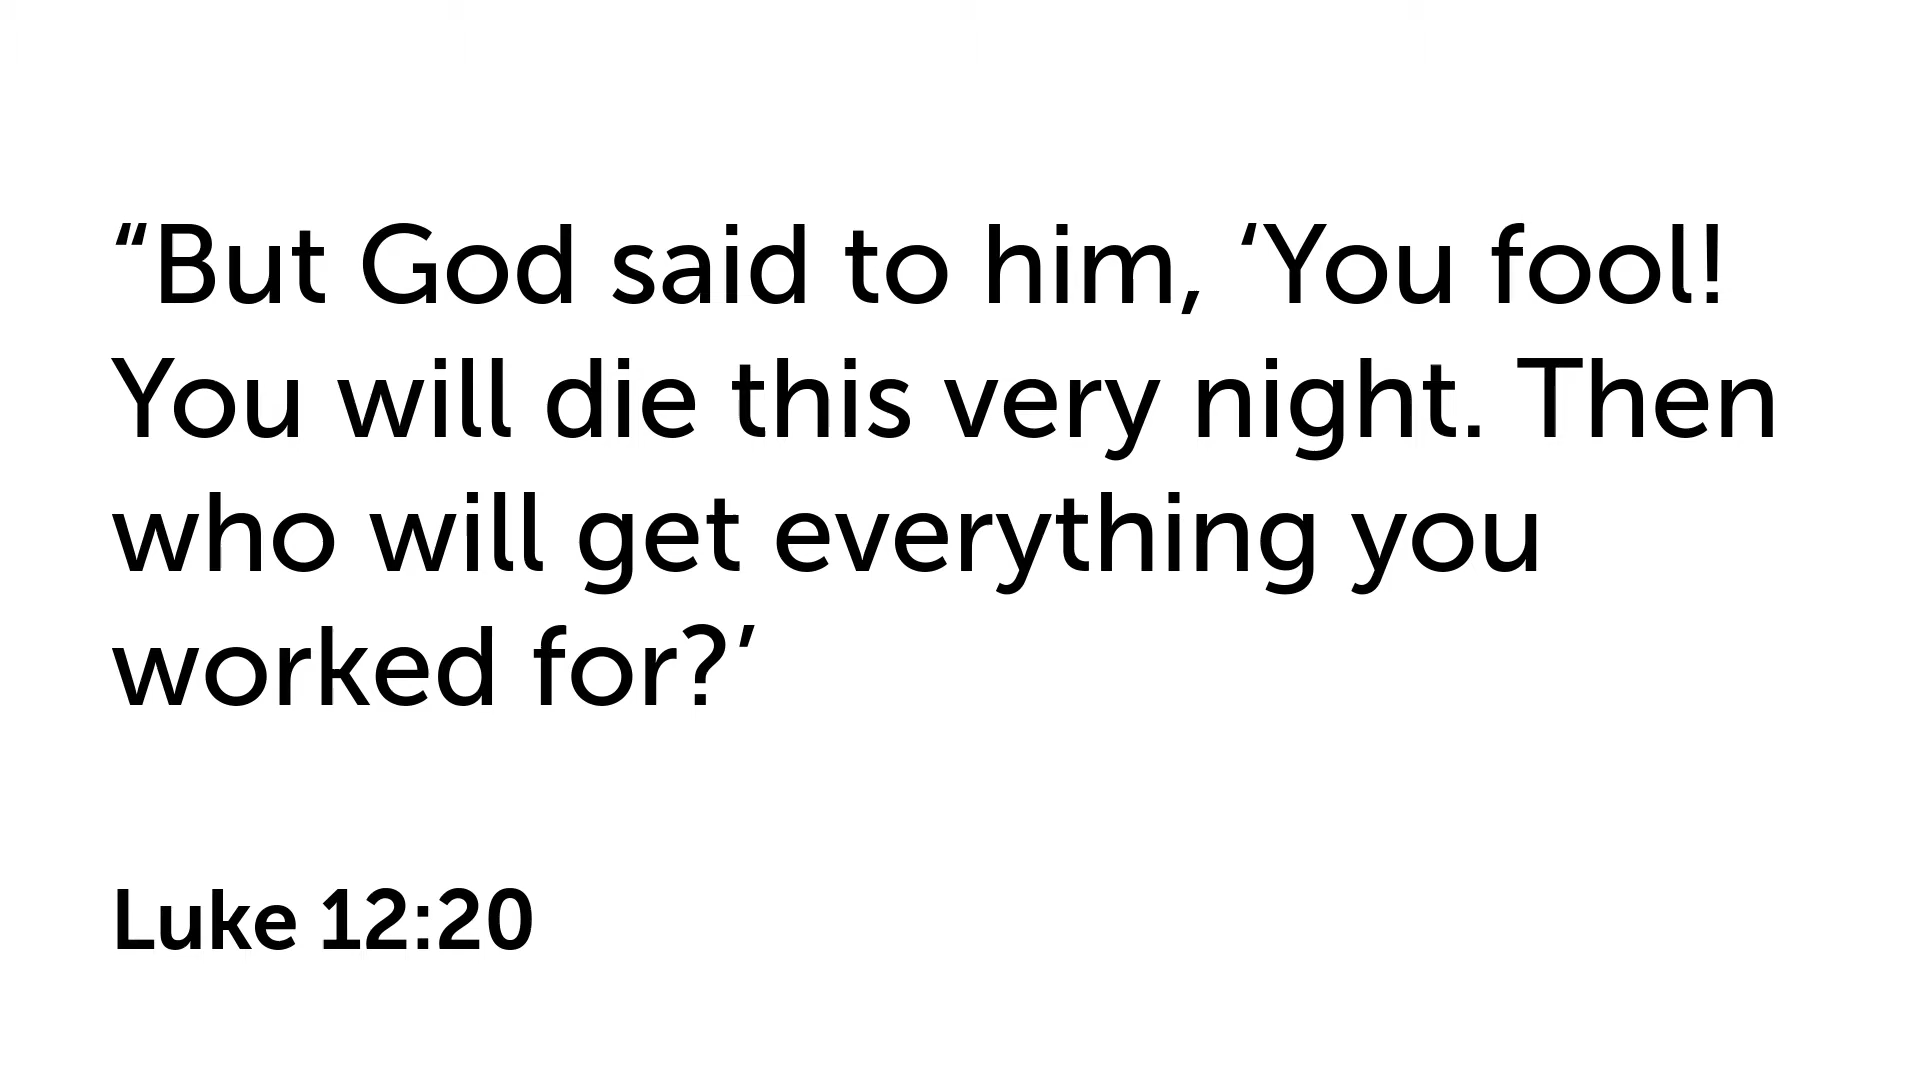 “But God said to him, ‘You fool!
You will die this very night. Then
who will get everything you
worked for?’
Luke 12:20